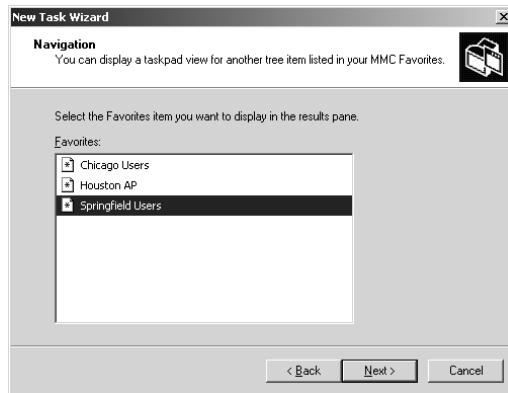 New Task Wizard
Navigation
You can display a taskpad view for another tree item listed in your MMC Favorites.
Select the Favorites item you want to display in the results pane.
Favorites:
Chicago Users
Houston AP
Springfield Users
< Back Next > Cancel